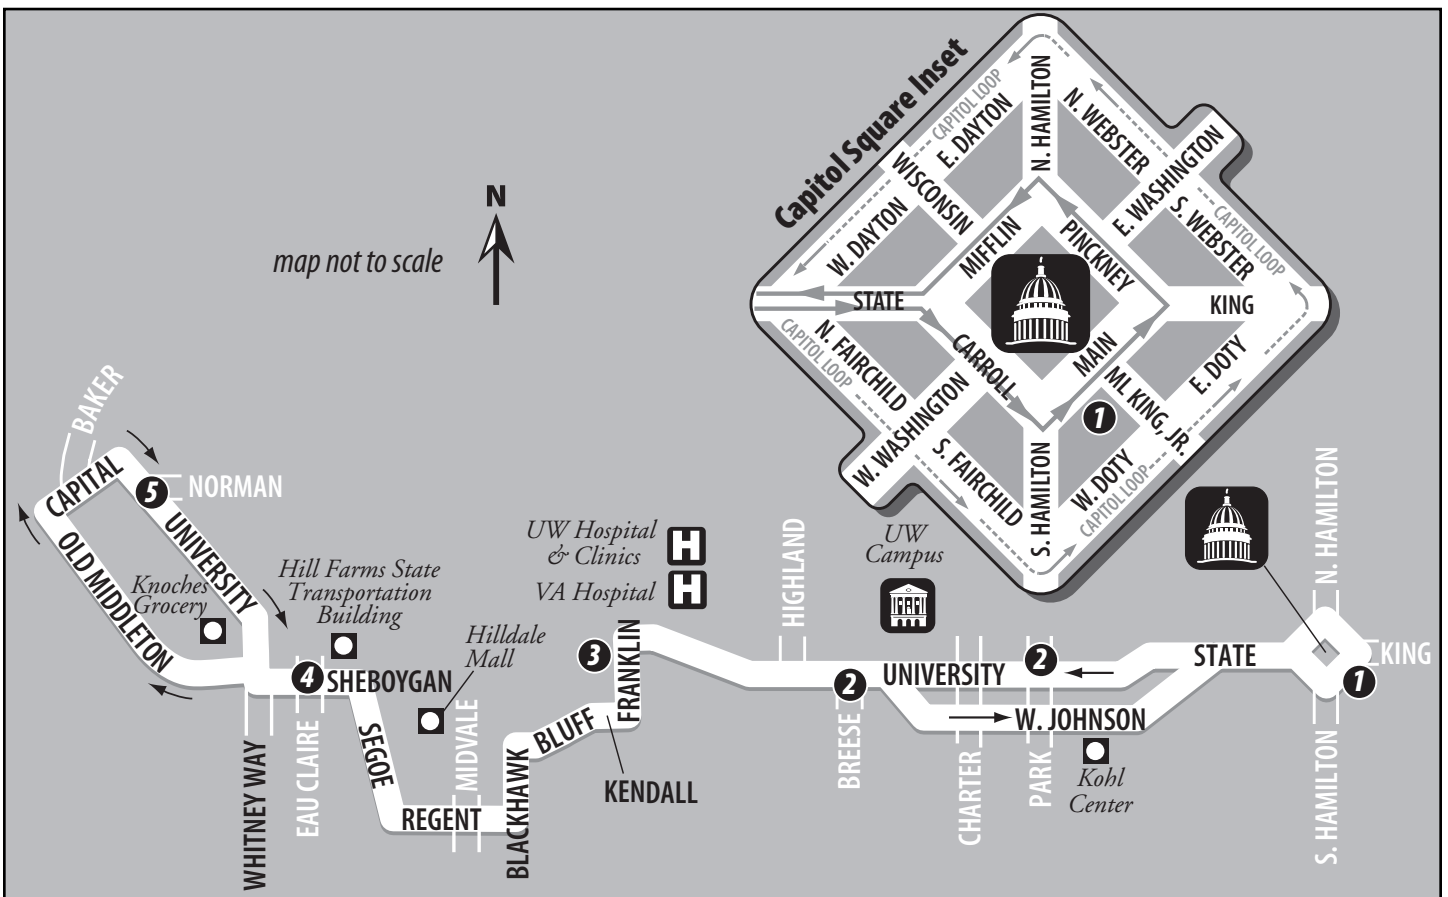 Capitol Square Inset
CAPITOL LOOP
E. DAYTON
N. HAMILTON
N. WEBSTER
WISCONSIN
E. WASHINGTON
W. DAYTON
MIFFLIN
PINCKNEY
S. WEBSTER
CAPITOL LOOP
STATE
KING
CAPITOL LOOP
N. FAIRCHILD
CARROLL
MAIN
ML KING, JR.
E. DOTY
W. WASHINGTON
1
S. FAIRCHILD
S. HAMILTON
W. DOTY
CAPITOL LOOP
N
map not to scale
BAKER
CAPITAL
5
NORMAN
UNIVERSITY
OLD MIDDLETON
Knoches
Grocery
Hill Farms State
Transportation
Building
4
SHEBOYGAN
WHITNEY WAY
EAU CLAIRE
SEGOE
Hilldale
Mall
MIDVALE
REGENT
BLACKHAWK
BLUFF
KENDALL
3
FRANKLIN
UW Hospital
& Clinics
H
VA Hospital
H
HIGHLAND
UW
Campus
2
BREESE
UNIVERSITY
2
CHARTER
PARK
W. JOHNSON
Kohl
Center
STATE
N. HAMILTON
KING
1
S. HAMILTON